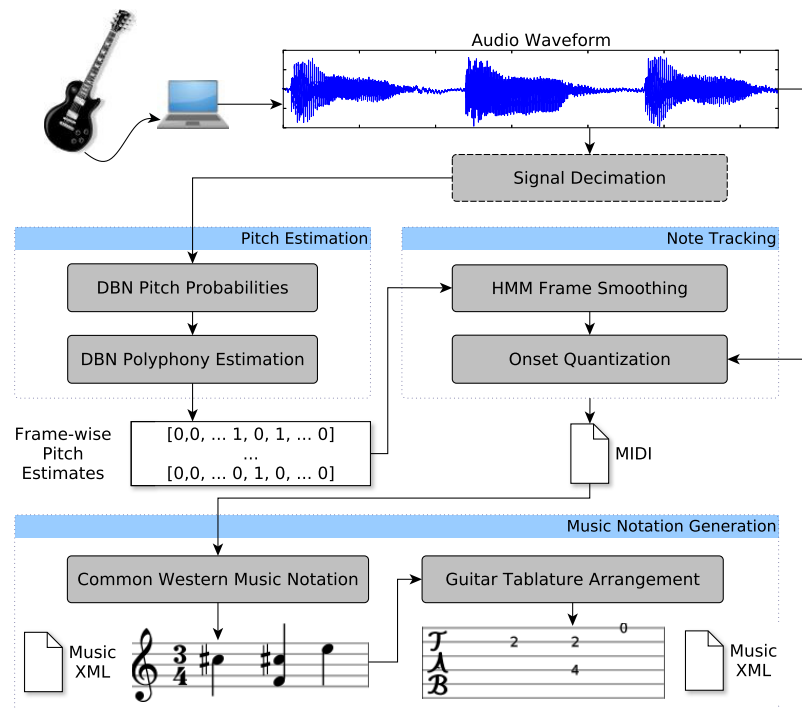 Audio Waveform
Signal Decimation
Pitch Estimation
DBN Pitch Probabilities
DBN Polyphony Estimation
Note Tracking
HMM Frame Smoothing
Onset Quantization
Frame-wise
Pitch
Estimates
[0,0, ... 1, 0, 1, ... 0]
...
[0,0, ... 0, 1, 0, ... 0]
MIDI
Music Notation Generation
Common Western Music Notation
Guitar Tablature Arrangement
Music
XML
3
4
T
A
B
2
2
4
0
Music
XML